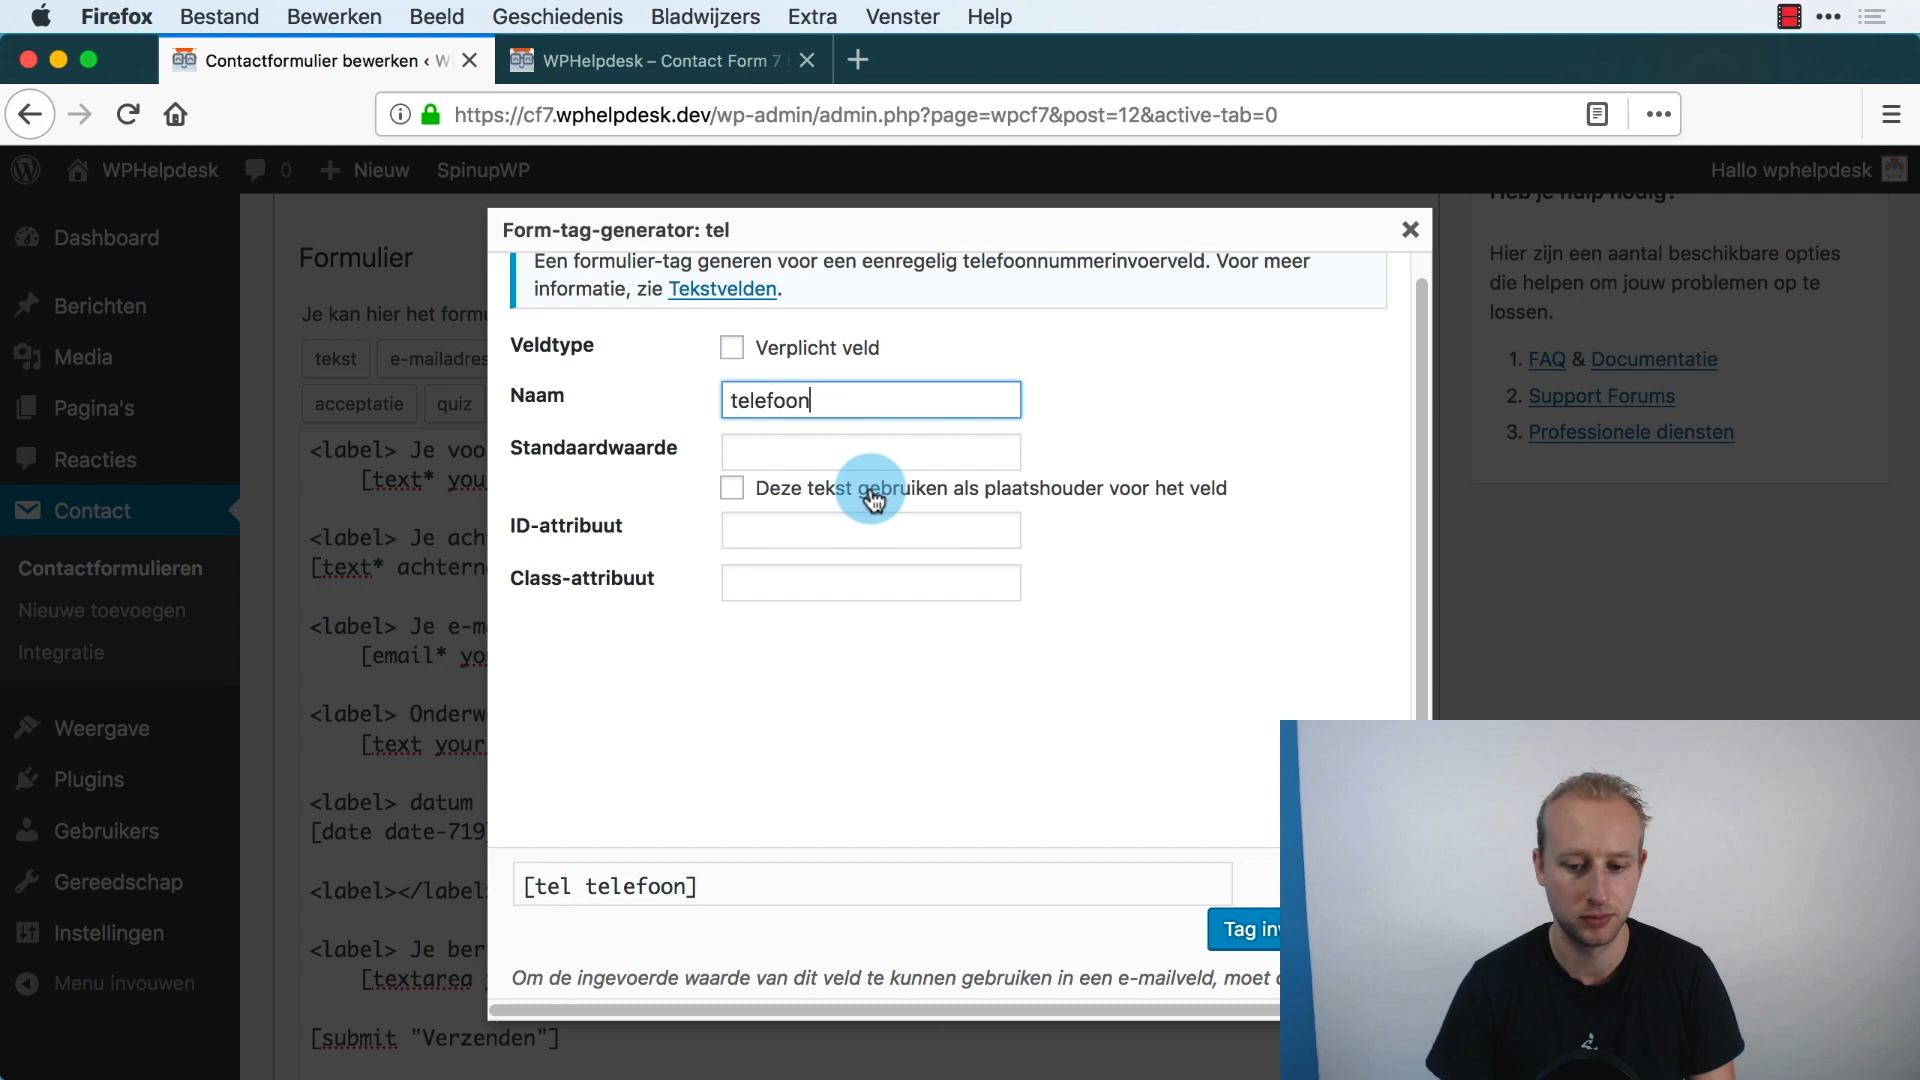 Firefox Bestand Bewerken Beeld Geschiedenis Bladwijzers Extra Venster Help
Contactformulier bewerken ‹ W
WPHelpdesk – Contact Form 7
https://cf7.wphelpdesk.dev/wp-admin/admin.php?page=wpcf7&post=12&active-tab=0
WPHelpdesk 0 Nieuw SpinupWP Hallo wphelpdesk
Dashboard
Berichten
Media
Pagina's
Reacties
Contact
Contactformulieren
Nieuwe toevoegen
Integratie
Weergave
Plugins
Gebruikers
Gereedschap
Instellingen
Menu invouwen
Formulier
Je kan hier het formu
tekst e-mailadres
acceptatie quiz
<label> Je voo
[text* you
<label> Je ach
[text* achtern
<label> Je e-m
[email* yo
<label> Onderw
[text your
<label> datum
[date date-719
<label></label
<label> Je ber
[textarea
[submit "Verzenden"]
Form-tag-generator: tel
Een formulier-tag generen voor een eenregelig telefoonnummerinvoerveld. Voor meer
informatie, zie Tekstvelden.
Veldtype Verplicht veld
Naam telefoon
Standaardwaarde
Deze tekst gebruiken als plaatshouder voor het veld
ID-attribuut
Class-attribuut
[tel telefoon]
Tag inv
Om de ingevoerde waarde van dit veld te kunnen gebruiken in een e-mailveld, moet
Heb je hulp nodig?
Hier zijn een aantal beschikbare opties
die helpen om jouw problemen op te
lossen.
1. FAQ & Documentatie
2. Support Forums
3. Professionele diensten